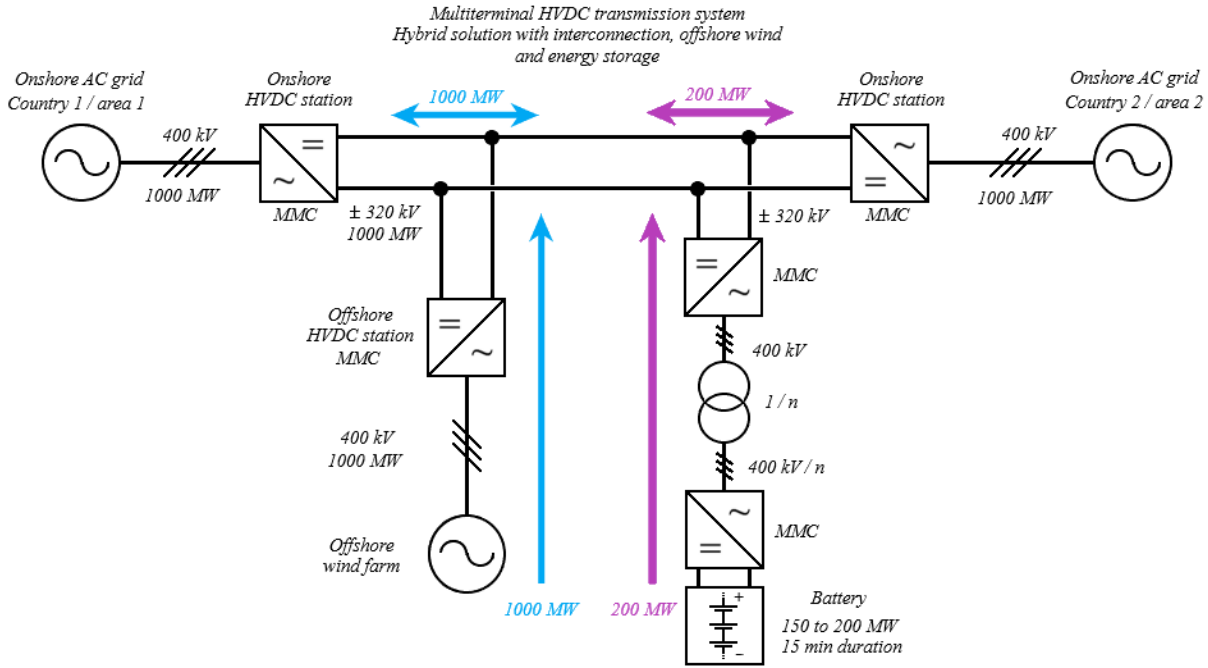 Multiterminal HVDC transmission system
Hybrid solution with interconnection, offshore wind
and energy storage
Onshore AC grid
Country 1 / area 1
Onshore
HVDC station
1000 MW
200 MW
Onshore
HVDC station
Onshore AC grid
Country 2 / area 2
400 kV
1000 MW
MMC
400 kV
1000 MW
MMC
± 320 kV
1000 MW
± 320 kV
MMC
Offshore
HVDC station
MMC
400 kV
1 / n
400 kV
1000 MW
400 kV / n
MMC
Offshore
wind farm
1000 MW
200 MW
Battery
150 to 200 MW
15 min duration